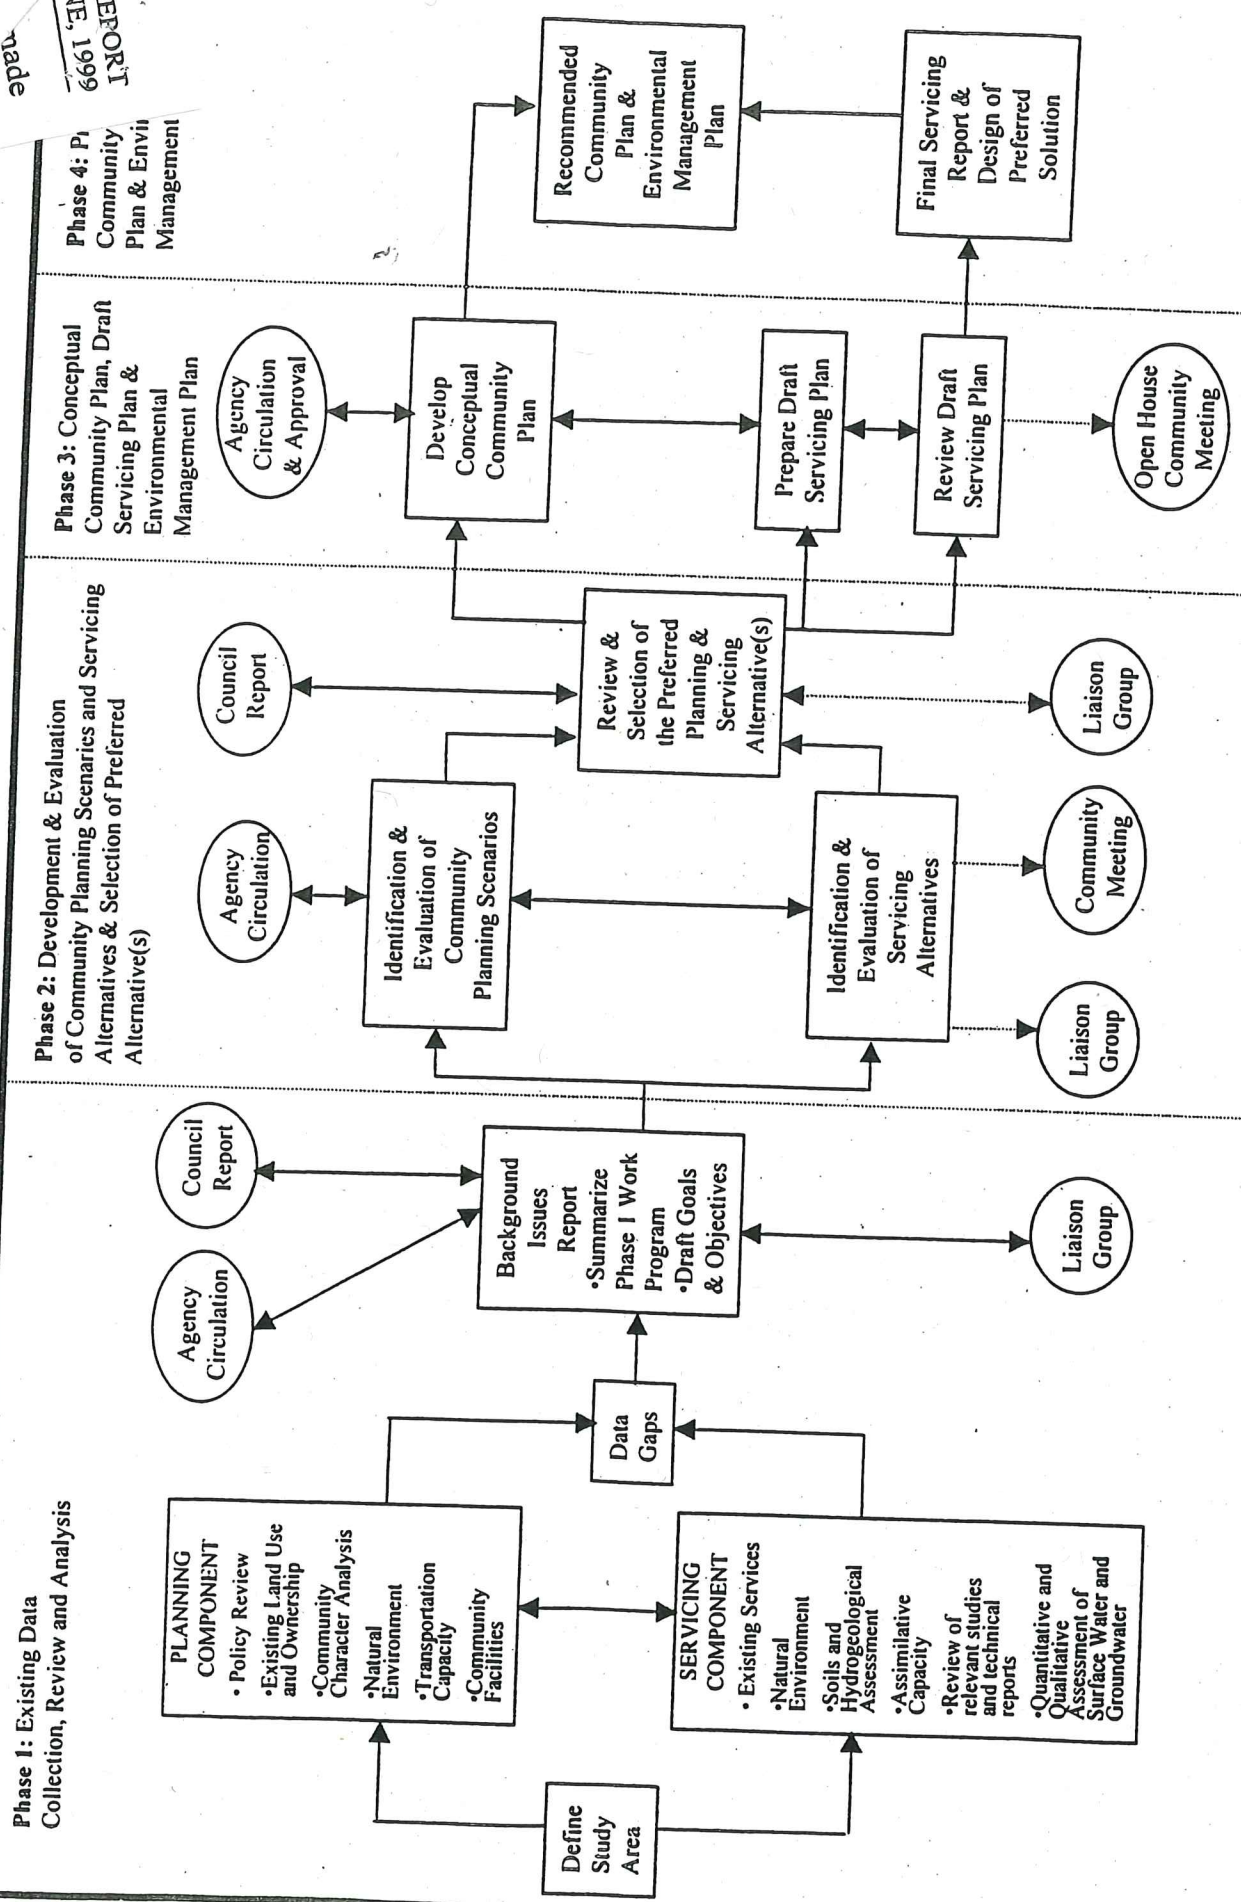 Phase 1: Existing Data
Collection, Review and Analysis
Define
Study
Area
PLANNING
COMPONENT
• Policy Review
•Existing Land Use
and Ownership
•Community
Character Analysis
•Natural
Environment
•Transportation
Capacity
•Community
Facilities
SERVICING
COMPONENT
• Existing Services
•Natural
Environment
•Soils and
Hydrogeological
Assessment
•Assimilative
Capacity
•Review of
relevant studies
and technical
reports
•Quantitative and
Qualitative
Assessment of
Surface Water and
Groundwater
Data
Gaps
Agency
Circulation
Council
Report
Background
Issues
Report
•Summarize
Phase I Work
Program
•Draft Goals
& Objectives
Liaison
Group
Phase 2: Development & Evaluation
of Community Planning Scenaries and Servicing
Alternatives & Selection of Preferred
Alternative(s)
Agency
Circulation
Council
Report
Identification &
Evaluation of
Community
Planning Scenarios
Review &
Selection of
the Preferred
Planning &
Servicing
Alternative(s)
Identification &
Evaluation of
Servicing
Alternatives
Liaison
Group
Community
Meeting
Liaison
Group
Phase 3: Conceptual
Community Plan, Draft
Servicing Plan &
Environmental
Management Plan
Agency
Circulation
& Approval
Develop
Conceptual
Community
Plan
Prepare Draft
Servicing Plan
Review Draft
Servicing Plan
Open House
Community
Meeting
Phase 4:
Community
Plan &
Management
Recommended
Community
Plan &
Environmental
Management
Plan
Final Servicing
Report &
Design of
Preferred
Solution
1999